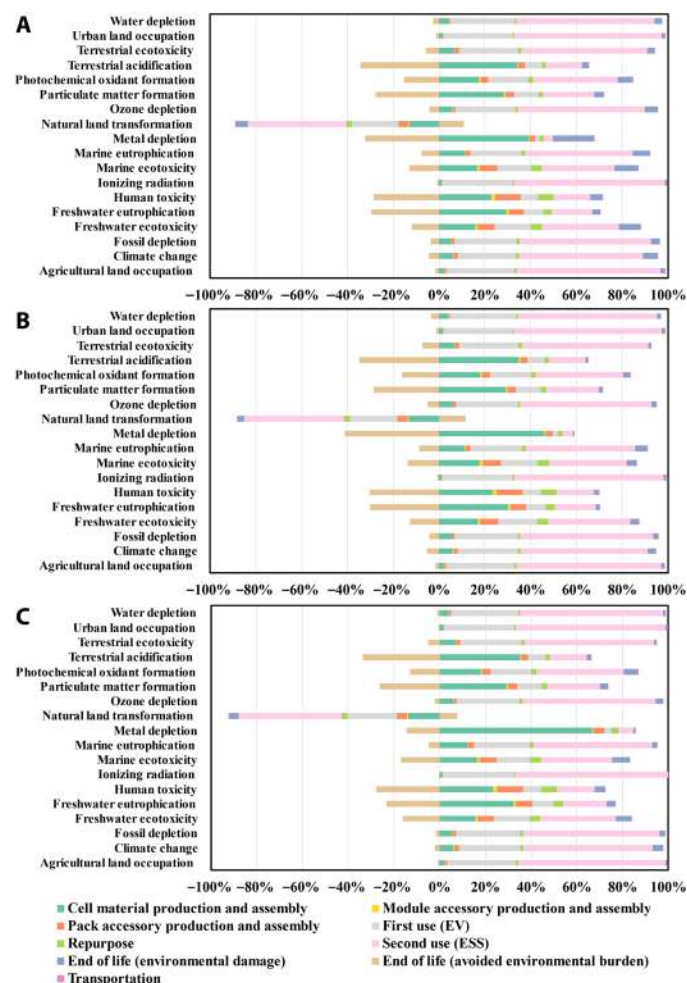 A
Water depletion
Urban land occupation
Terrestrial ecotoxicity
Terrestrial acidification
Photochemical oxidant formation
Particulate matter formation
Ozone depletion
Natural land transformation
Metal depletion
Marine eutrophication
Marine ecotoxicity
Ionizing radiation
Human toxicity
Freshwater eutrophication
Freshwater ecotoxicity
Fossil depletion
Climate change
Agricultural land occupation
−100% −80% −60% −40% −20% 0% 20% 40% 60% 80% 100%
B
Water depletion
Urban land occupation
Terrestrial ecotoxicity
Terrestrial acidification
Photochemical oxidant formation
Particulate matter formation
Ozone depletion
Natural land transformation
Metal depletion
Marine eutrophication
Marine ecotoxicity
Ionizing radiation
Human toxicity
Freshwater eutrophication
Freshwater ecotoxicity
Fossil depletion
Climate change
Agricultural land occupation
−100% −80% −60% −40% −20% 0% 20% 40% 60% 80% 100%
C
Water depletion
Urban land occupation
Terrestrial ecotoxicity
Terrestrial acidification
Photochemical oxidant formation
Particulate matter formation
Ozone depletion
Natural land transformation
Metal depletion
Marine eutrophication
Marine ecotoxicity
Ionizing radiation
Human toxicity
Freshwater eutrophication
Freshwater ecotoxicity
Fossil depletion
Climate change
Agricultural land occupation
−100% −80% −60% −40% −20% 0% 20% 40% 60% 80% 100%
Cell material production and assembly
Module accessory production and assembly
Pack accessory production and assembly
First use (EV)
Repurpose
Second use (ESS)
End of life (environmental damage)
End of life (avoided environmental burden)
Transportation